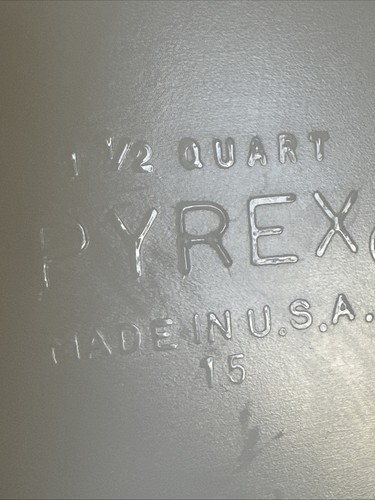 1 1/2 QUART
PYREX
MADE IN U.S.A.
15